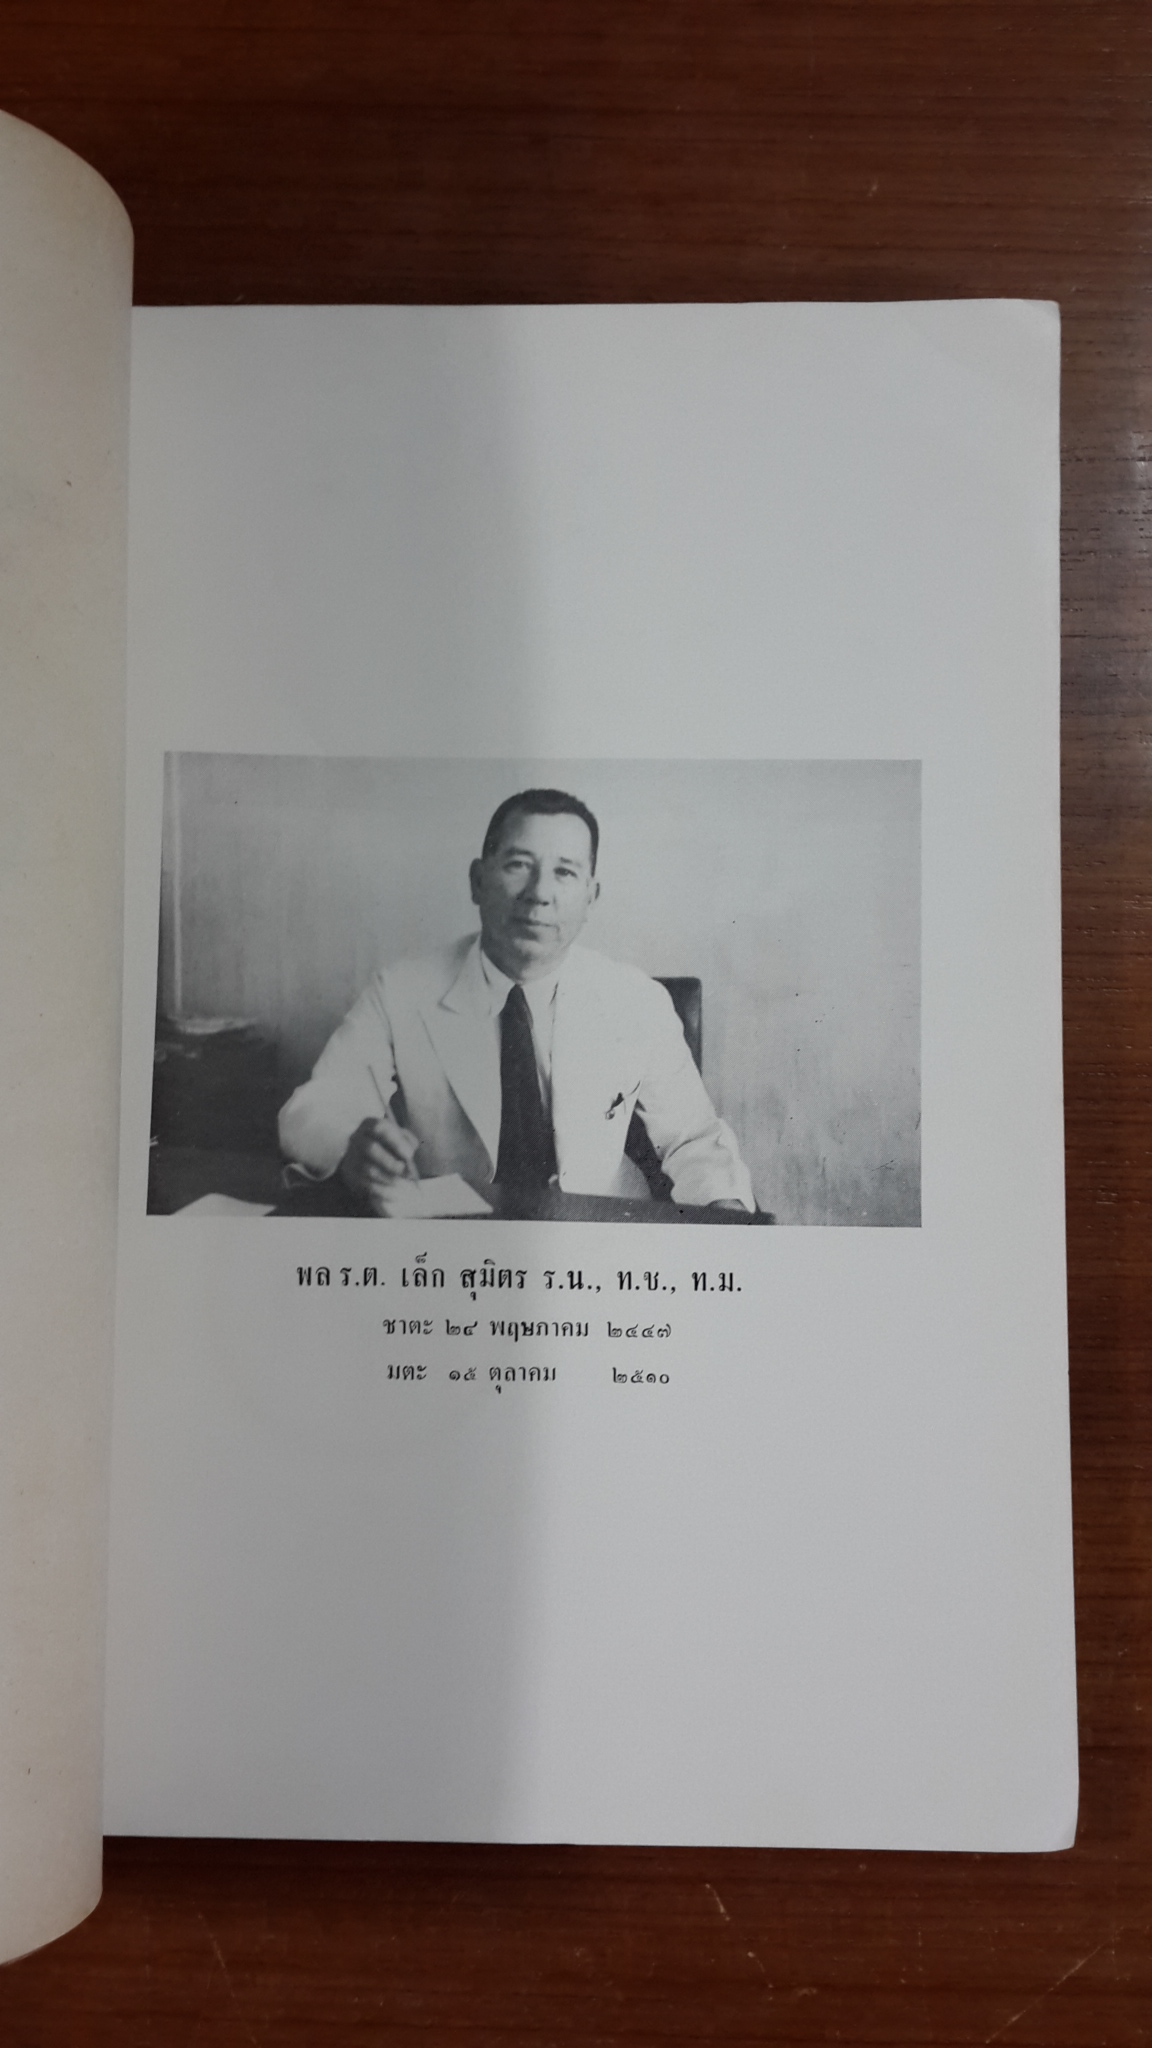 พล ร.ต. เล็ก สุมิตร ร.น., ท.ช., ท.ม.
ชาตะ ๒๔ พฤษภาคม ๒๔๔๗
มตะ ๑๕ ตุลาคม ๒๕๑๐